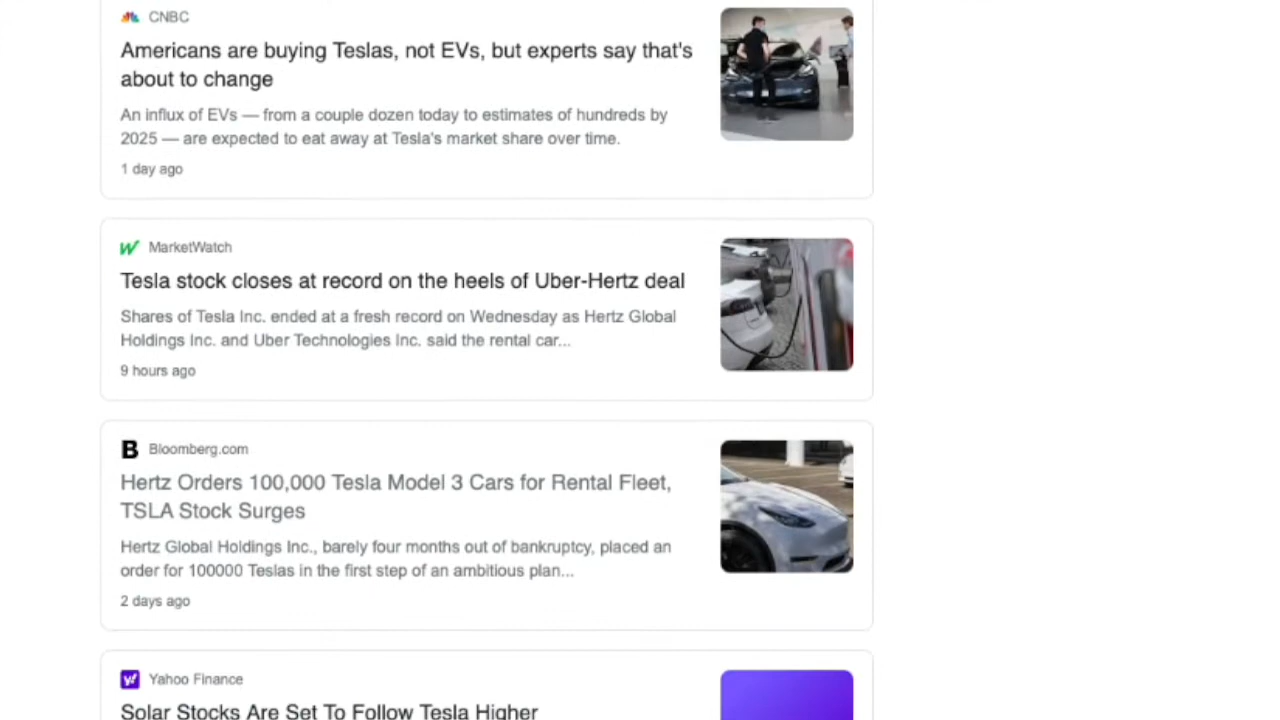 CNBC
Americans are buying Teslas, not EVs, but experts say that's
about to change
An influx of EVs — from a couple dozen today to estimates of hundreds by
2025 — are expected to eat away at Tesla's market share over time.
1 day ago
MarketWatch
Tesla stock closes at record on the heels of Uber-Hertz deal
Shares of Tesla Inc. ended at a fresh record on Wednesday as Hertz Global
Holdings Inc. and Uber Technologies Inc. said the rental car...
9 hours ago
B Bloomberg.com
Hertz Orders 100,000 Tesla Model 3 Cars for Rental Fleet,
TSLA Stock Surges
Hertz Global Holdings Inc., barely four months out of bankruptcy, placed an
order for 100000 Teslas in the first step of an ambitious plan...
2 days ago
y! Yahoo Finance
Solar Stocks Are Set To Follow Tesla Higher